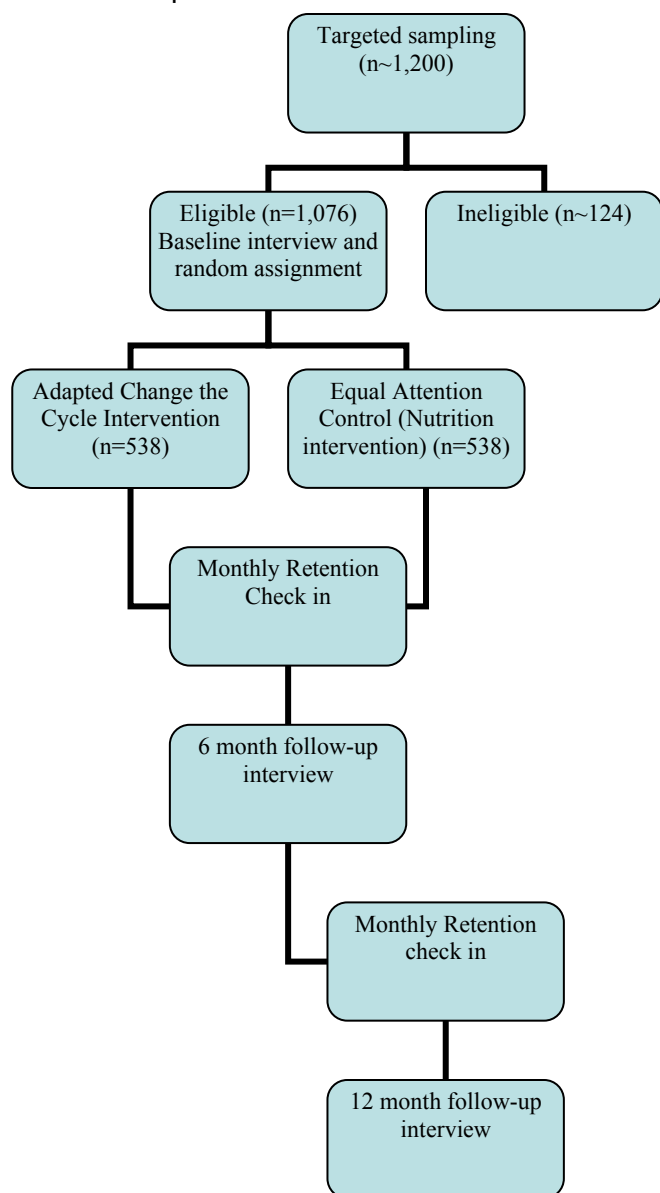 Targeted sampling
(n~1,200)
Eligible (n=1,076)
Baseline interview and
random assignment
Ineligible (n~124)
Adapted Change the
Cycle Intervention
(n=538)
Equal Attention
Control (Nutrition
intervention) (n=538)
Monthly Retention
Check in
6 month follow-up
interview
Monthly Retention
check in
12 month follow-up
interview